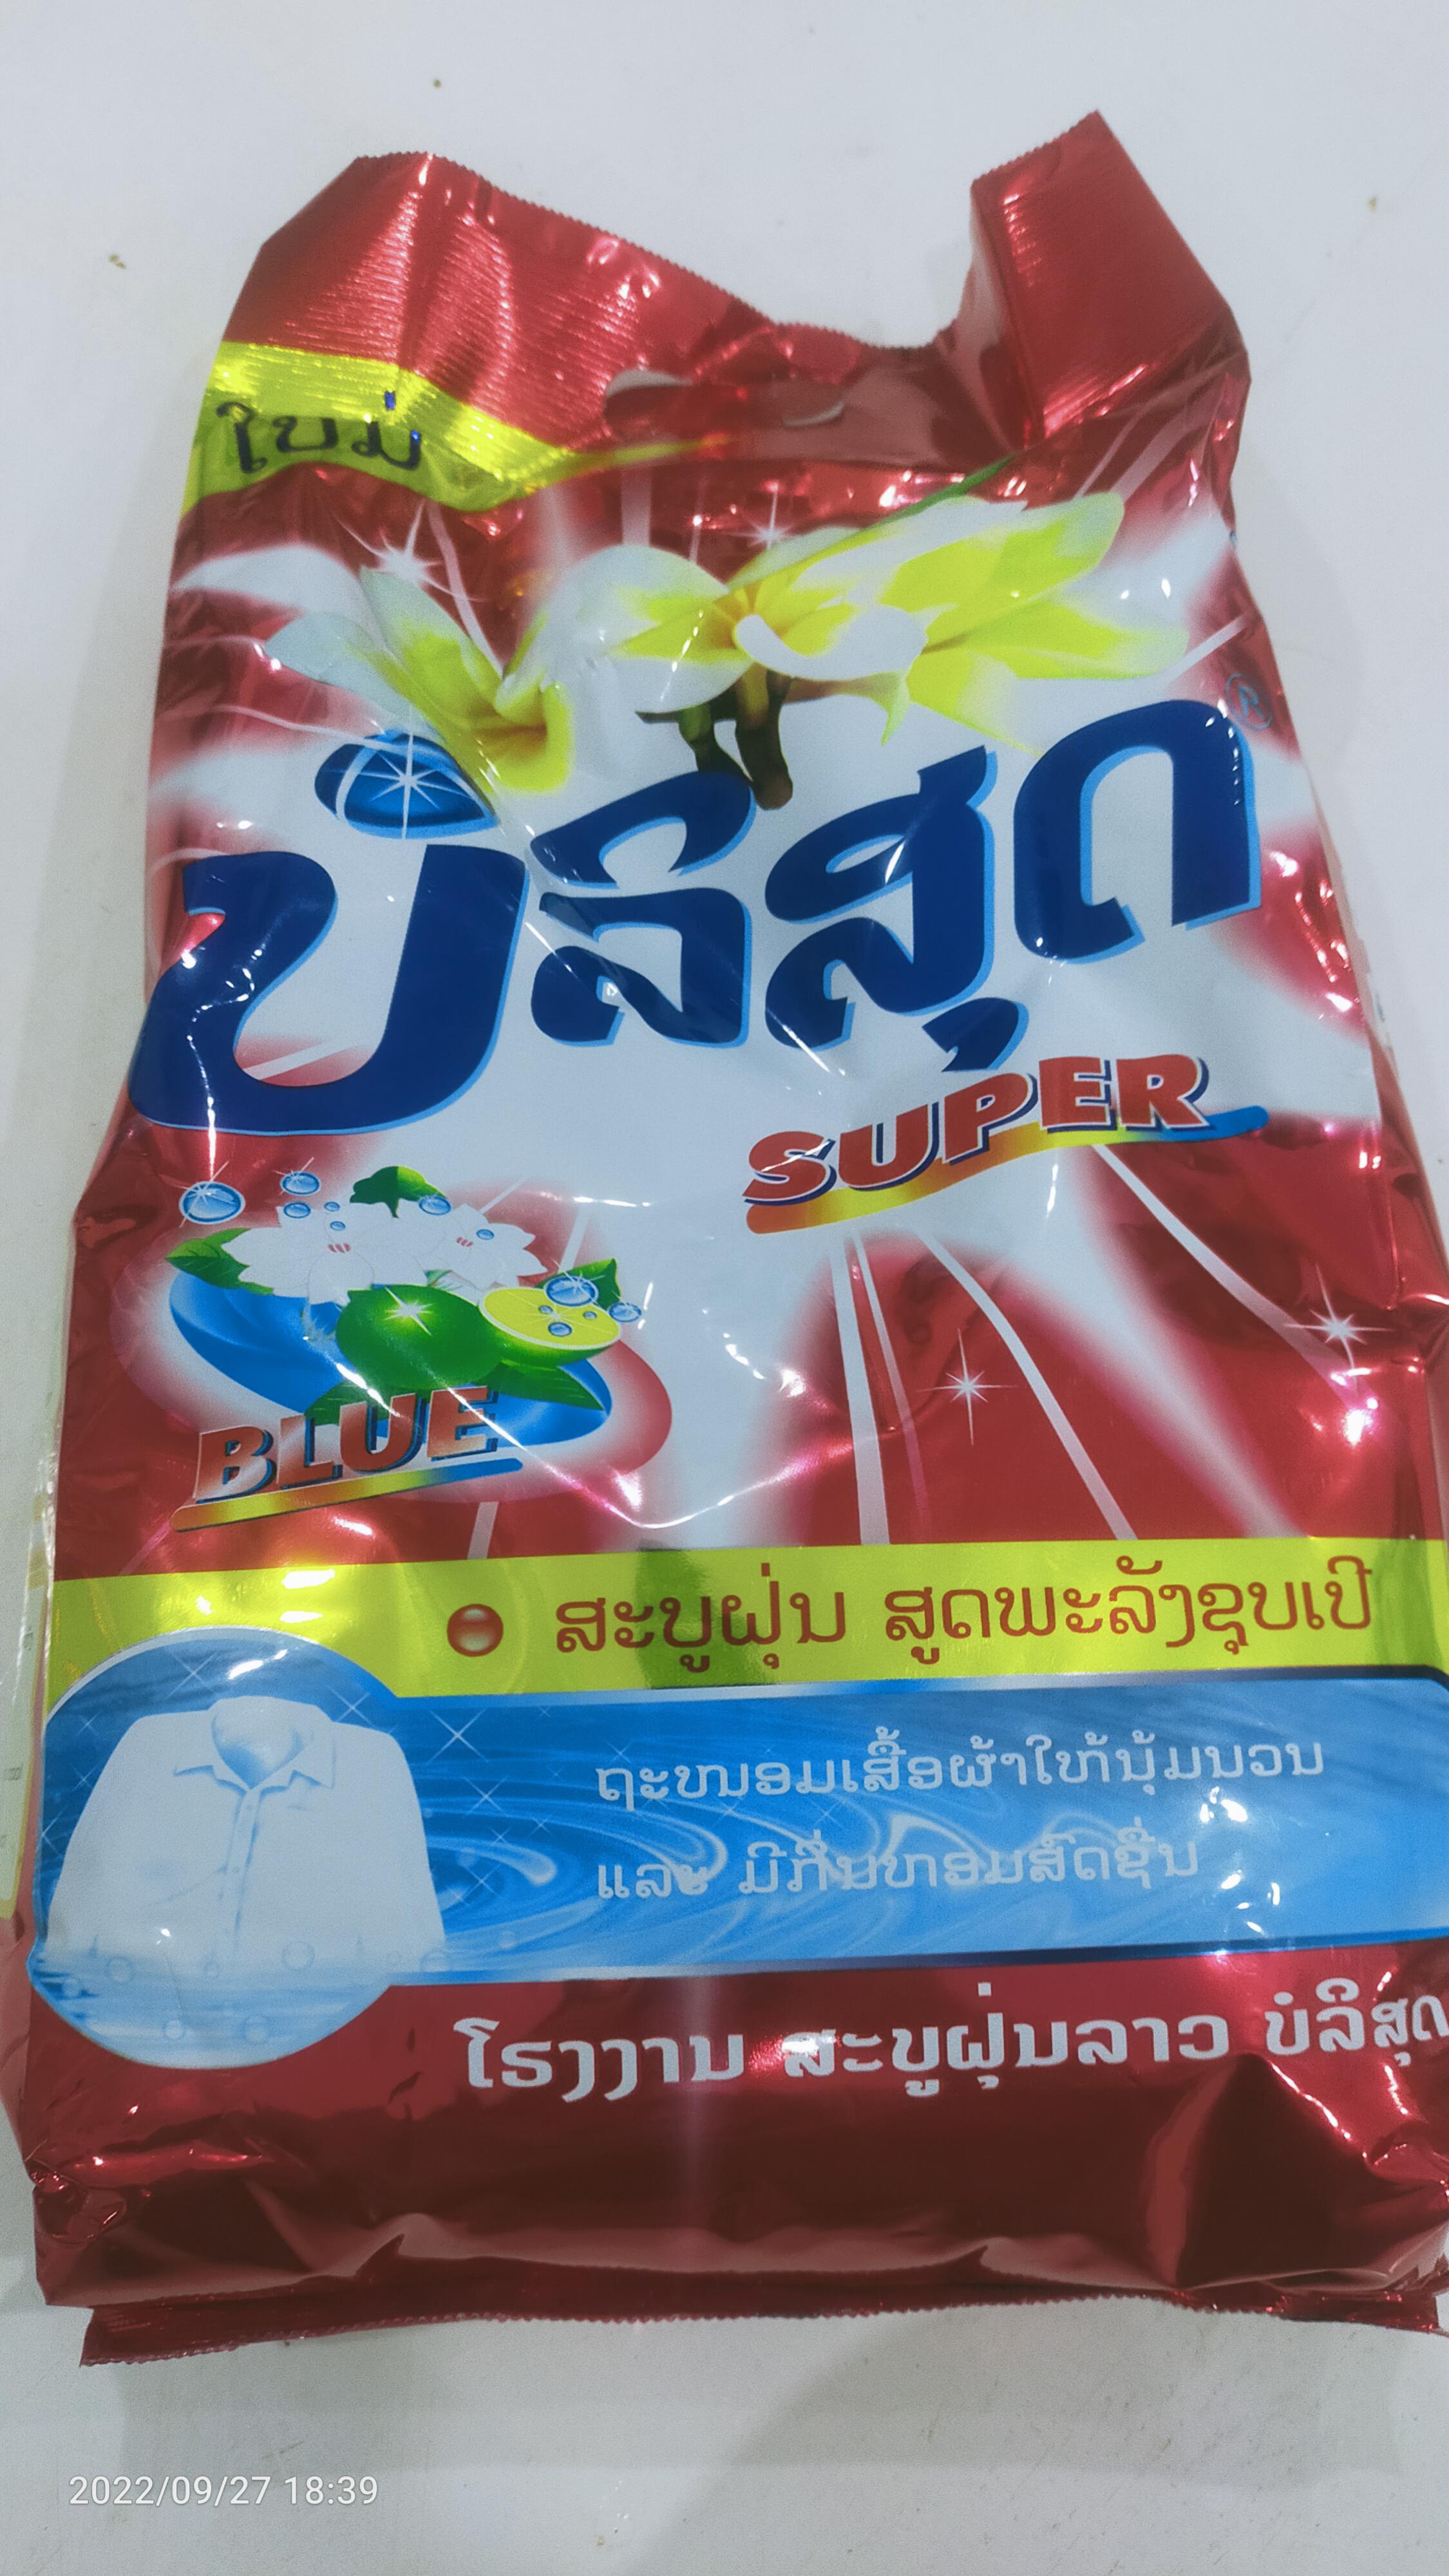 ໃບມ່
ບໍລິສຸດ®
SUPER
BLUE
ສະບູຝຸ່ນ ສູດພະລັງຊຸບເປີ
ຖະໜອມເສື້ອຜ້າໃຫ້ນຸ້ມນວນ
ແລະ ມີກິ່ນຫອມສົດຊື່ນ
ໂຮງງານ ສະບູຝຸ່ນລາວ ບໍລິສຸດ
2022/09/27 18:39